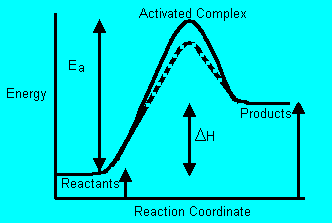 Activated Complex
Ea
Energy
Products
ΔH
Reactants
Reaction Coordinate